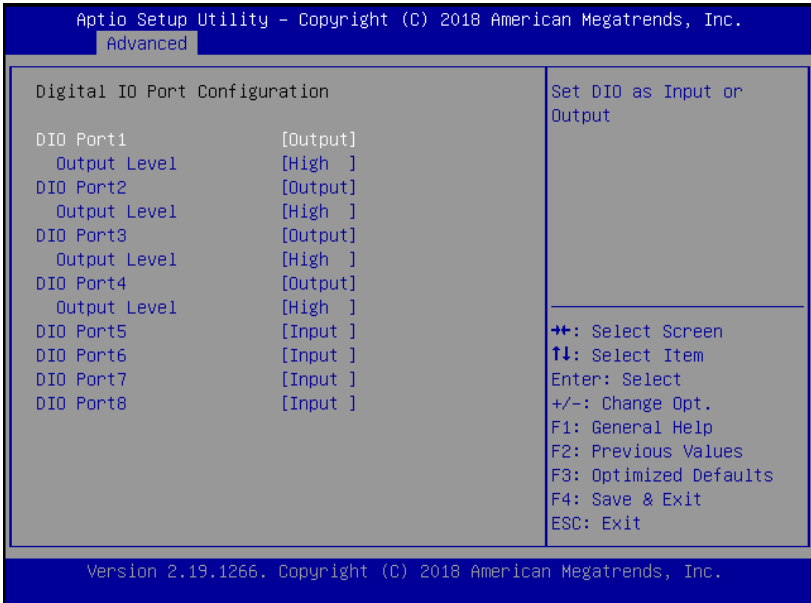 Aptio Setup Utility – Copyright (C) 2018 American Megatrends, Inc.
Advanced
Digital IO Port Configuration
DIO Port1 [Output]
Output Level [High ]
DIO Port2 [Output]
Output Level [High ]
DIO Port3 [Output]
Output Level [High ]
DIO Port4 [Output]
Output Level [High ]
DIO Port5 [Input ]
DIO Port6 [Input ]
DIO Port7 [Input ]
DIO Port8 [Input ]
Set DIO as Input or
Output
→←: Select Screen
↑↓: Select Item
Enter: Select
+/-: Change Opt.
F1: General Help
F2: Previous Values
F3: Optimized Defaults
F4: Save & Exit
ESC: Exit
Version 2.19.1266. Copyright (C) 2018 American Megatrends, Inc.